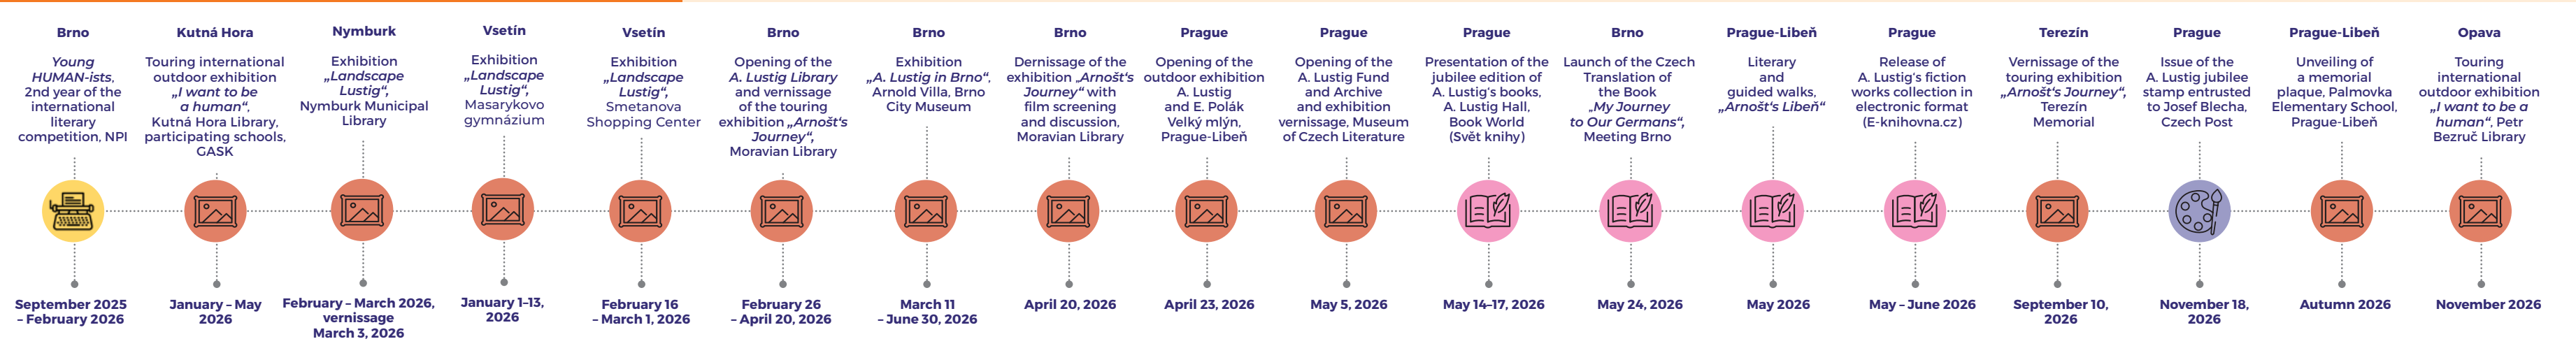 Brno
Young
HUMAN-ists,
2nd year of the
international
literary
competition, NPI
September 2025
– February 2026
Kutná Hora
Touring international
outdoor exhibition
„I want to be
a human“,
Kutná Hora Library,
participating schools,
GASK
January – May
2026
Nymburk
Exhibition
„Landscape
Lustig“,
Nymburk Municipal
Library
February – March 2026,
vernissage
March 3, 2026
Vsetín
Exhibition
„Landscape
Lustig“,
Masarykovo
gymnázium
January 1–13,
2026
Vsetín
Exhibition
„Landscape
Lustig“,
Smetanova
Shopping Center
February 16
– March 1, 2026
Brno
Opening of the
A. Lustig Library
and vernissage
of the touring
exhibition „Arnošt‘s
Journey“,
Moravian Library
February 26
– April 20, 2026
Brno
Exhibition
„A. Lustig in Brno“,
Arnold Villa, Brno
City Museum
March 11
– June 30, 2026
Brno
Dernissage of the
exhibition „Arnošt‘s
Journey“ with
film screening
and discussion,
Moravian Library
April 20, 2026
Prague
Opening of the
outdoor exhibition
A. Lustig
and E. Polák
Velký mlýn,
Prague-Libeň
April 23, 2026
Prague
Opening of the
A. Lustig Fund
and Archive
and exhibition
vernissage, Museum
of Czech Literature
May 5, 2026
Prague
Presentation of the
jubilee edition of
A. Lustig‘s books,
A. Lustig Hall,
Book World
(Svět knihy)
May 14–17, 2026
Brno
Launch of the Czech
Translation of
the Book
„My Journey
to Our Germans“,
Meeting Brno
May 24, 2026
Prague-Libeň
Literary
and
guided walks,
„Arnošt‘s Libeň“
May 2026
Prague
Release of
A. Lustig‘s fiction
works collection in
electronic format
(E-knihovna.cz)
May – June 2026
Terezín
Vernissage of the
touring exhibition
„Arnošt‘s Journey“,
Terezín
Memorial
September 10,
2026
Prague
Issue of the
A. Lustig jubilee
stamp entrusted
to Josef Blecha,
Czech Post
November 18,
2026
Prague-Libeň
Unveiling of
a memorial
plaque, Palmovka
Elementary School,
Prague-Libeň
Autumn 2026
Opava
Touring
international
outdoor exhibition
„I want to be a
human“, Petr
Bezruč Library
November 2026